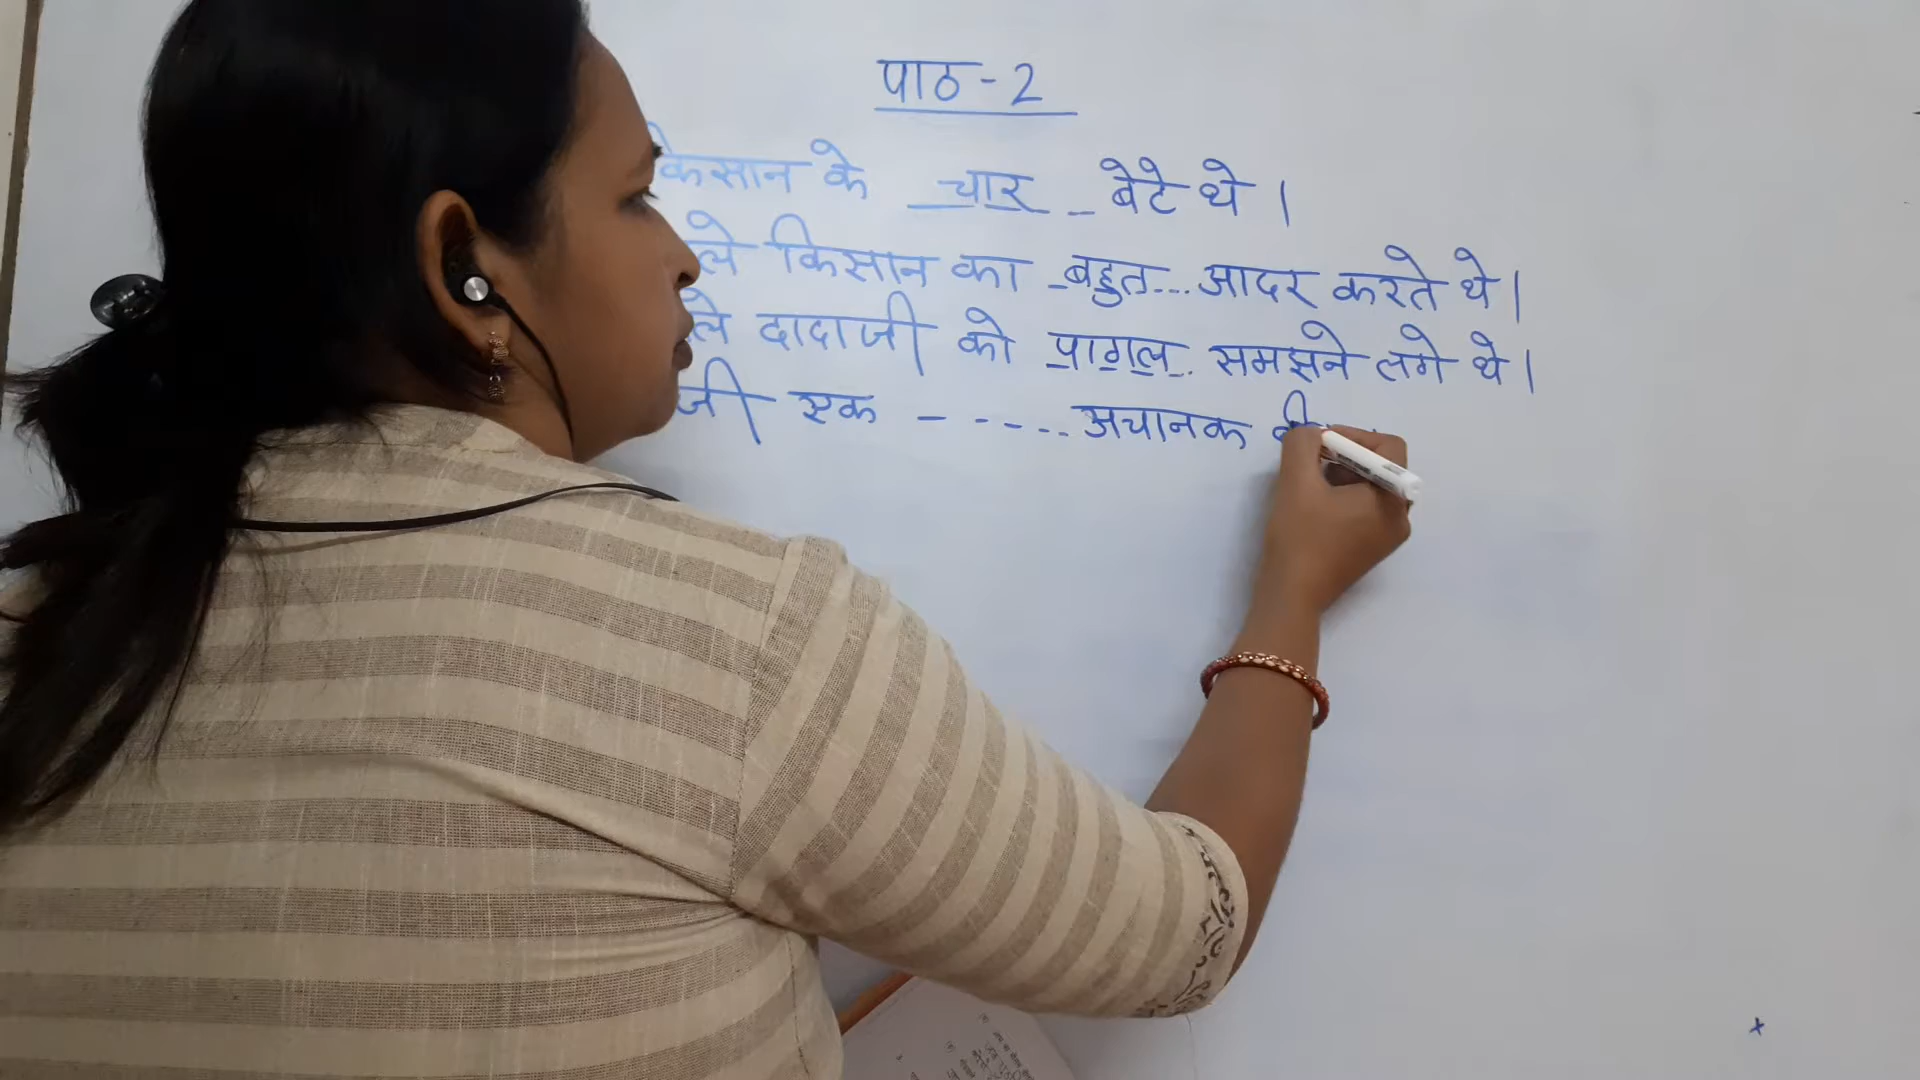 पाठ - 2
किसान के चार बेटे थे।
ले किसान का बहुत... आदर करते थे।
ले दादाजी को पागल. समझने लगे थे।
जी एक - - - .... अचानक बी